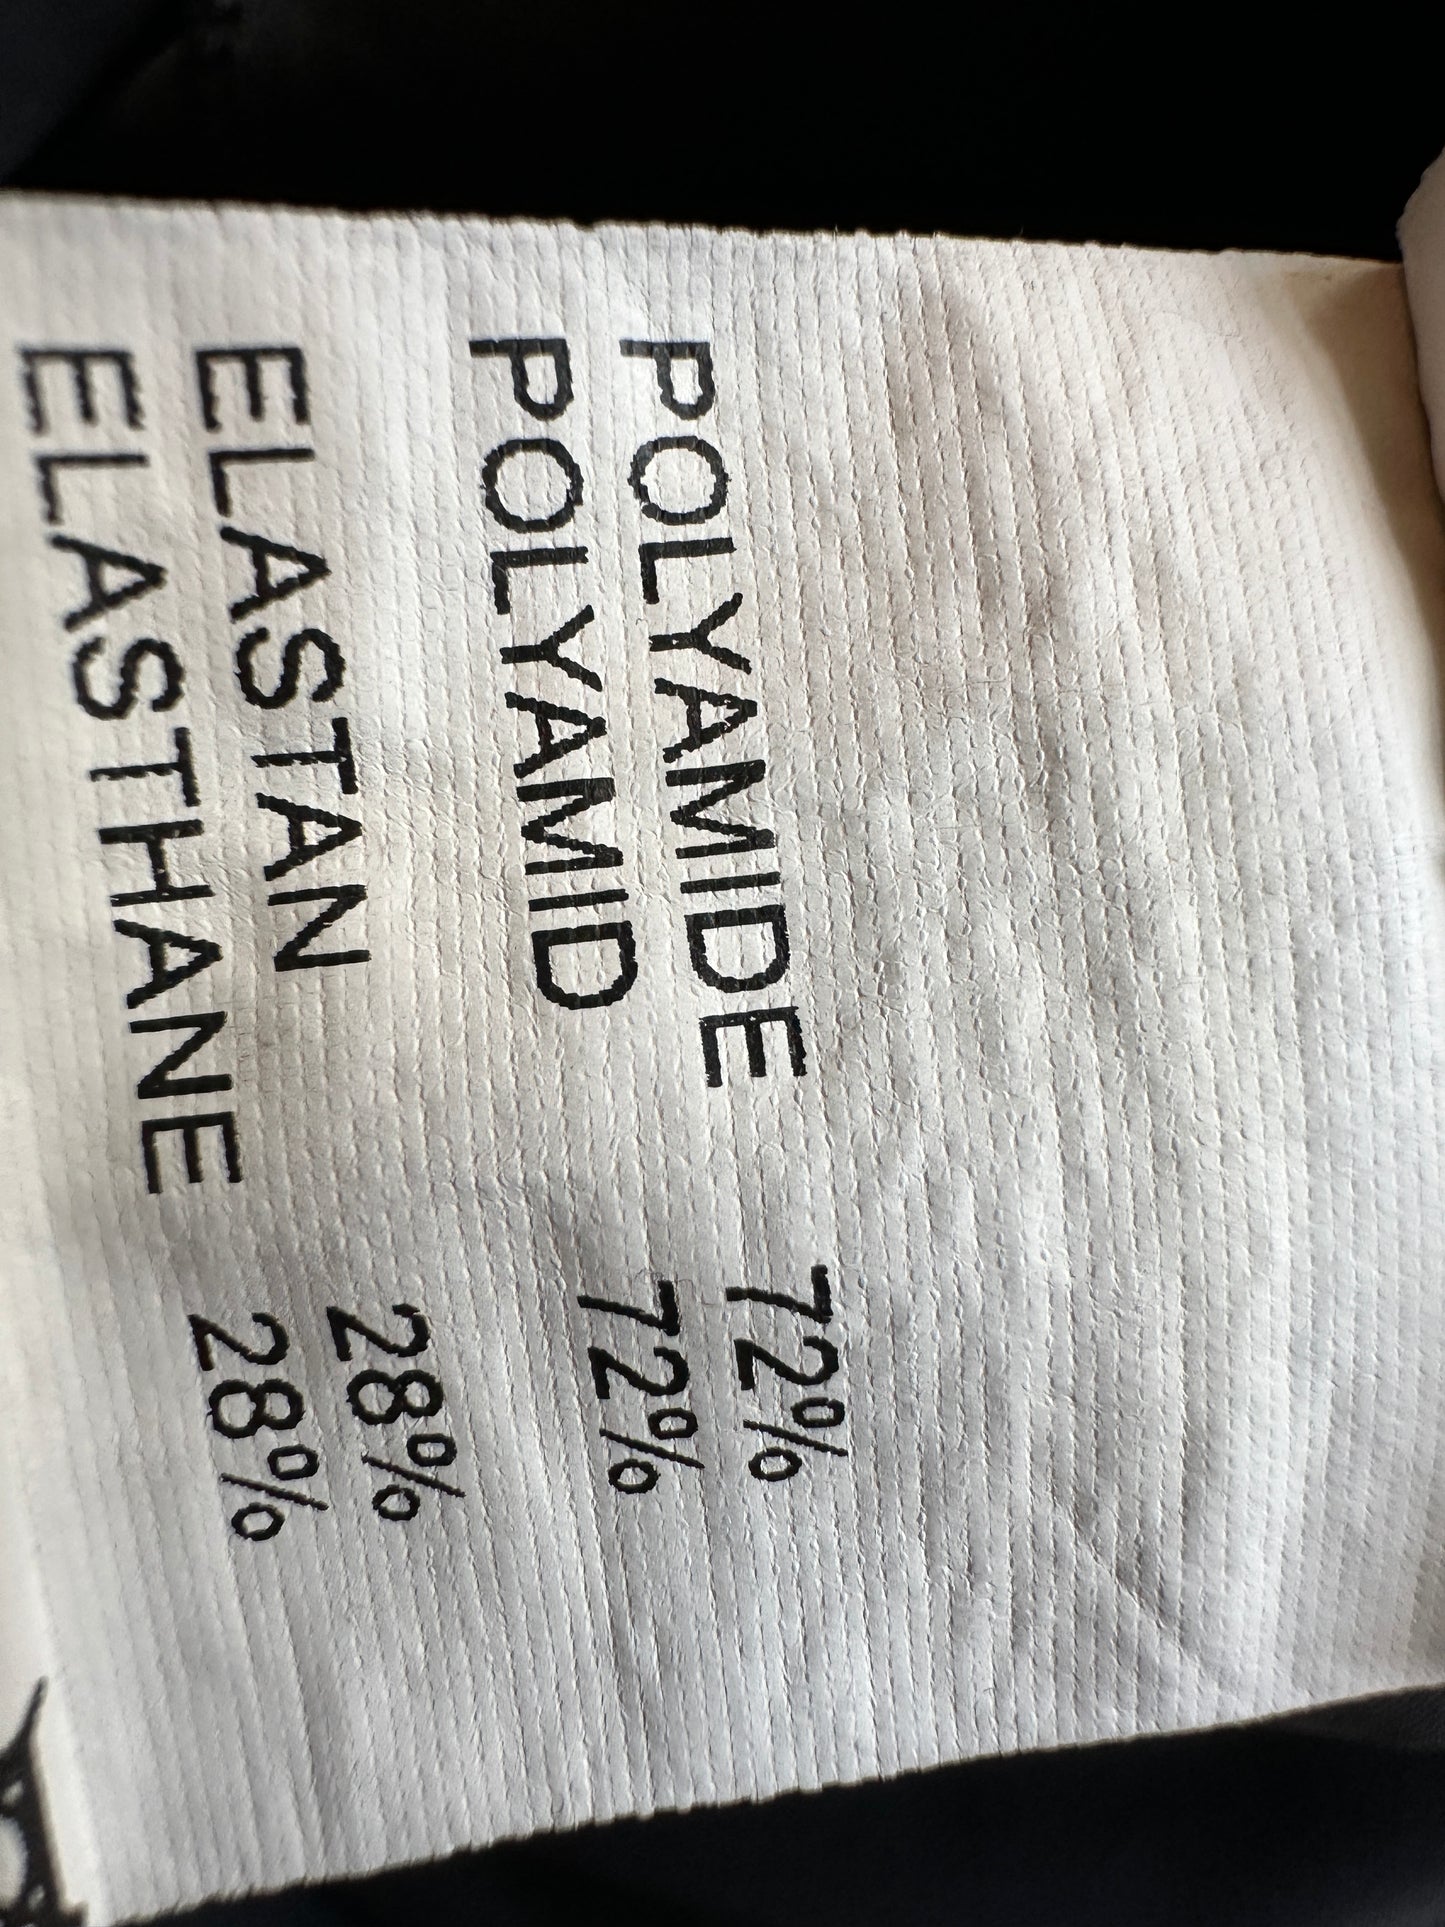 POLYAMIDE 72%
POLYAMID 72%
ELASTAN 28%
ELASTHANE 28%